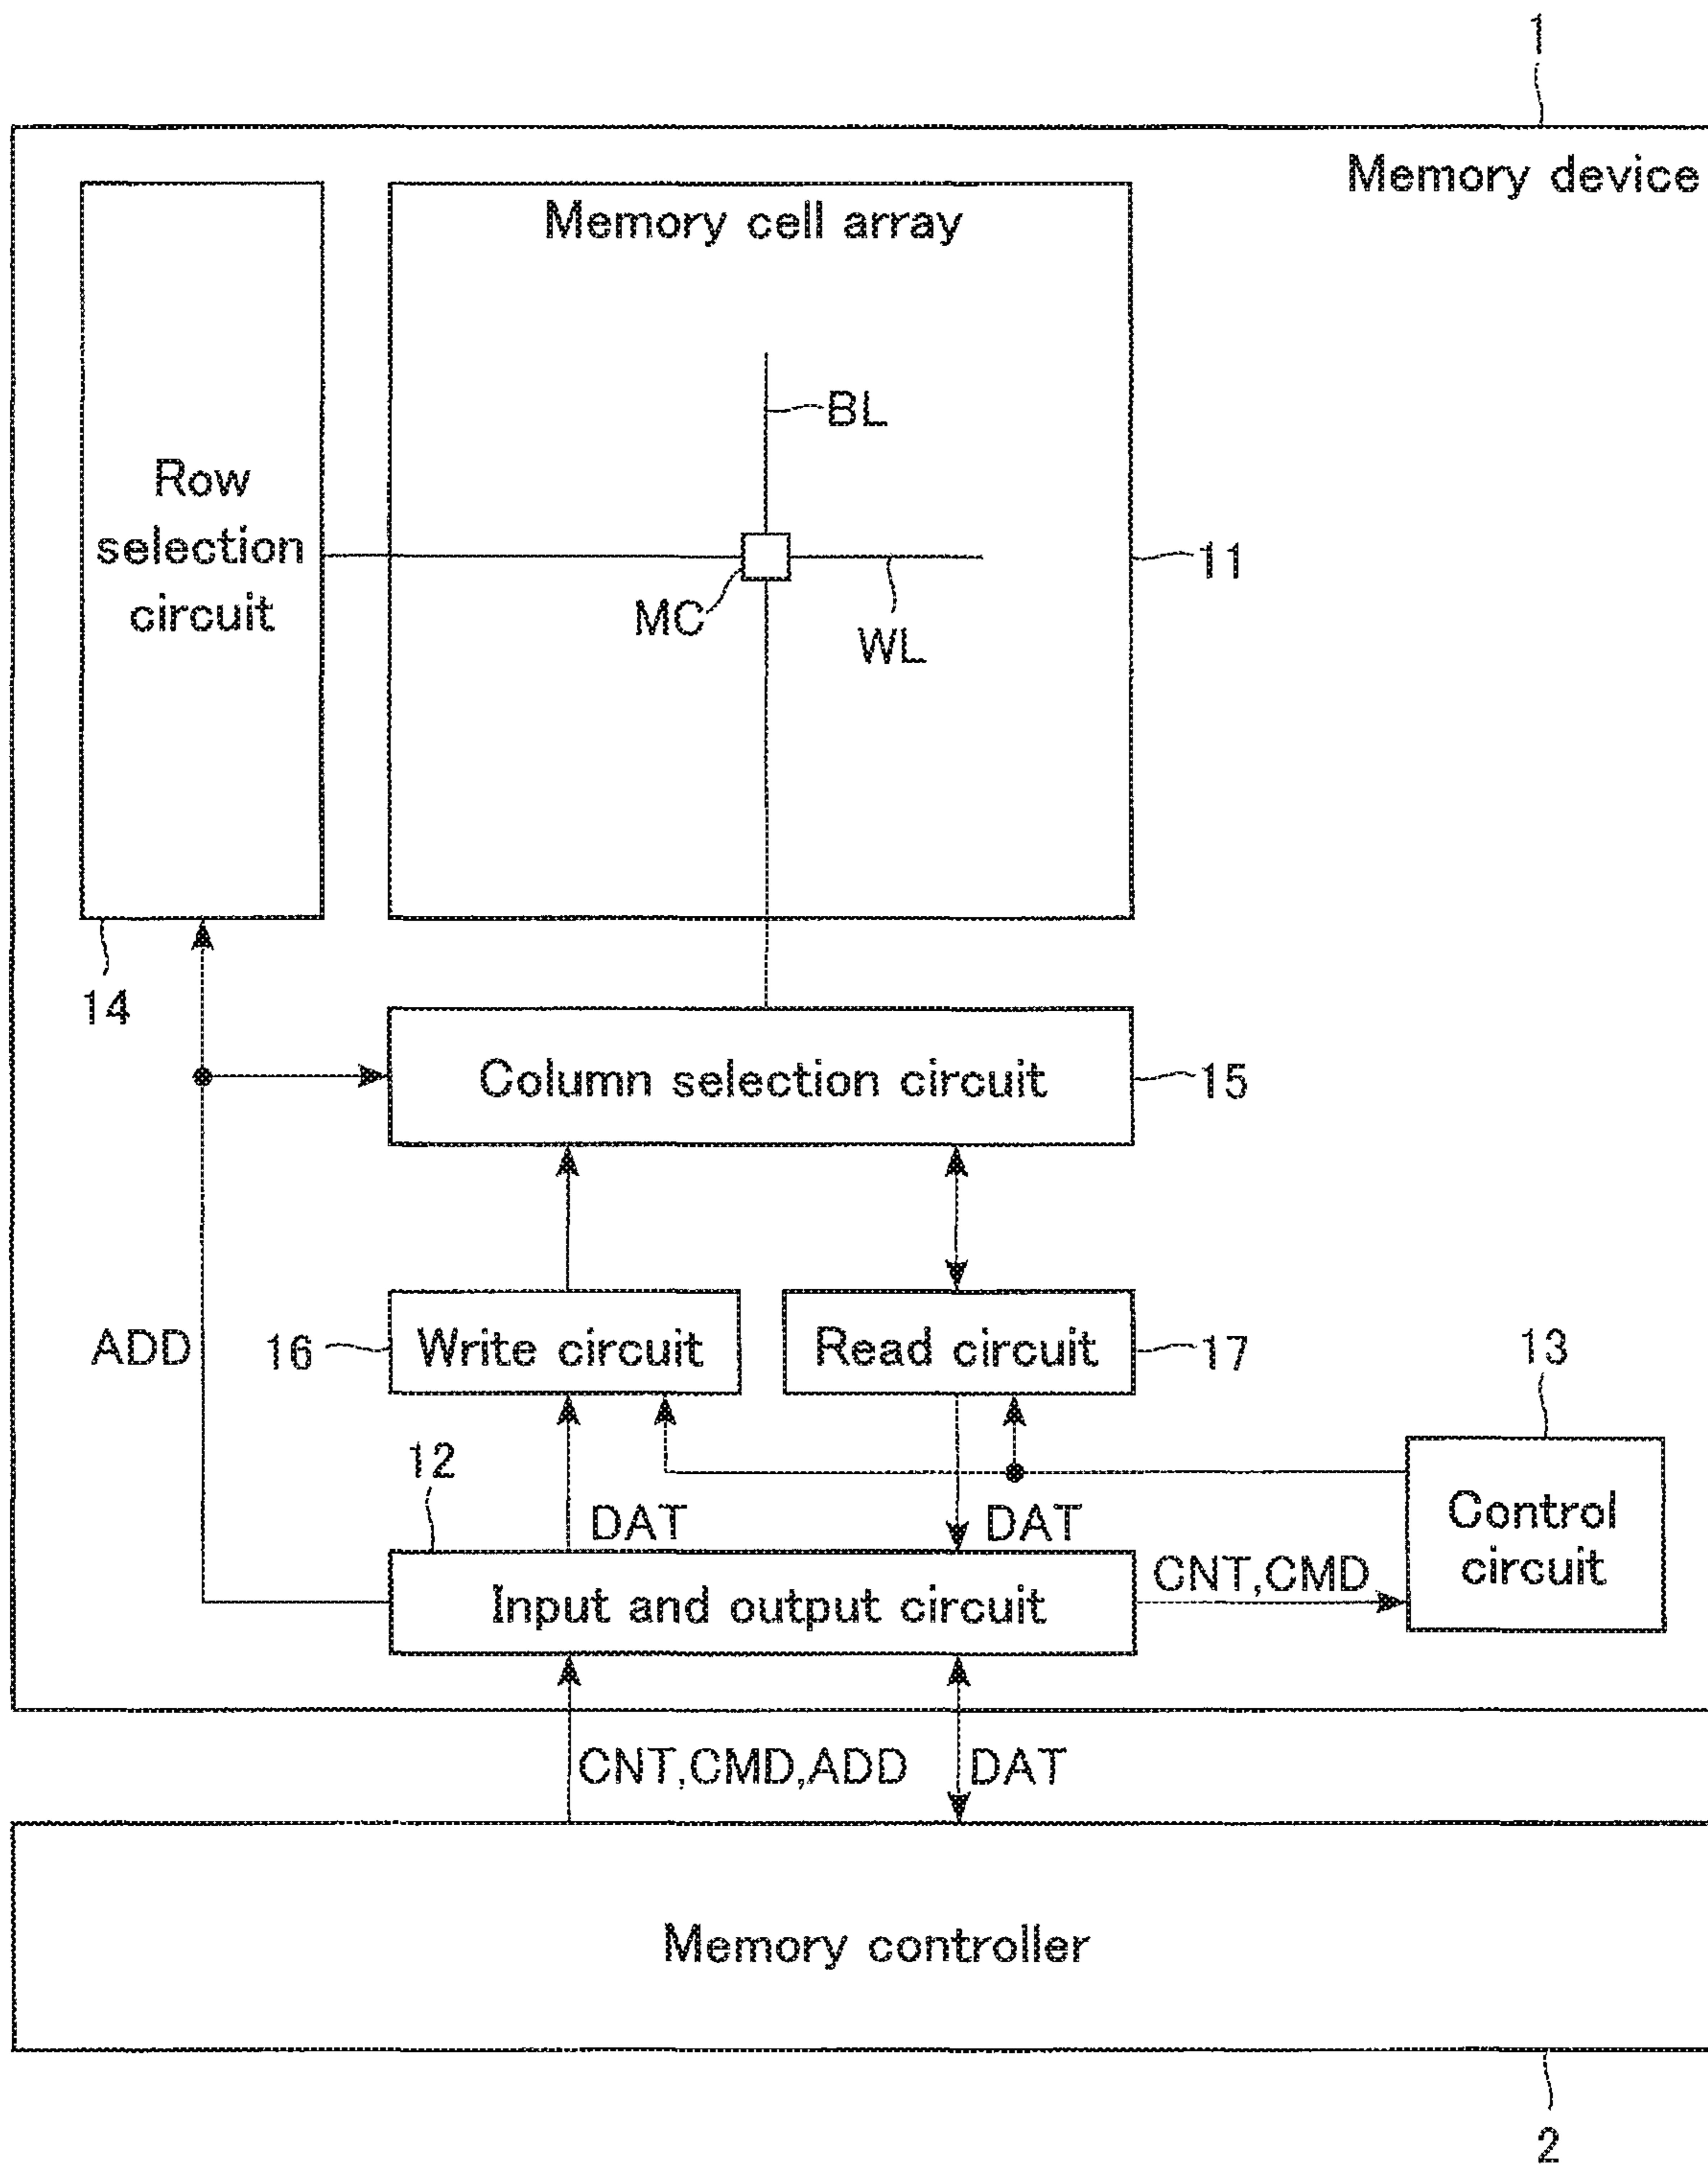 1
Memory device
Memory cell array
BL
Row
selection
circuit
11
MC
WL
14
Column selection circuit
15
ADD
16
Write circuit
Read circuit
17
13
12
DAT
DAT
Control
circuit
CNT,CMD
Input and output circuit
CNT,CMD,ADD
DAT
Memory controller
2